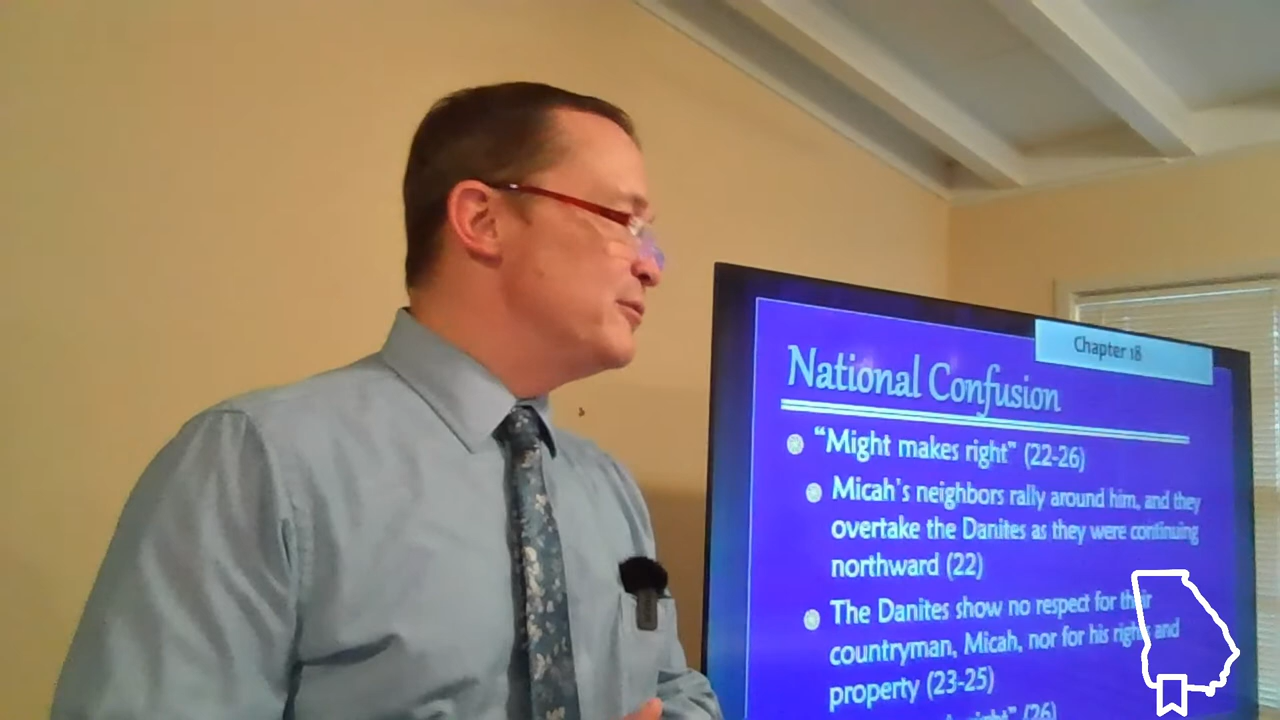 Chapter 18
National Confusion
“Might makes right” (22-26)
Micah's neighbors rally around him, and they
overtake the Danites as they were continuing
northward (22)
The Danites show no respect for their
countryman, Micah, nor for his rights and
property (23-25)
right” (26)